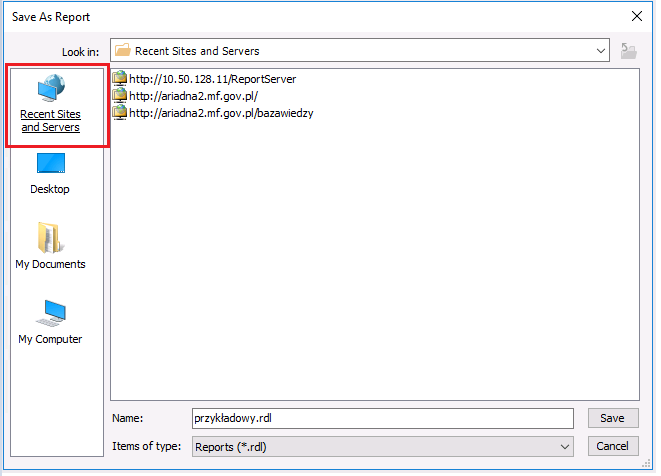 Save As Report
Look in:
Recent Sites and Servers
Recent Sites
and Servers
Desktop
My Documents
My Computer
http://10.50.128.11/ReportServer
http://ariadna2.mf.gov.pl/
http://ariadna2.mf.gov.pl/bazawiedzy
Name:
przykładowy.rdl
Save
Items of type:
Reports (*.rdl)
Cancel